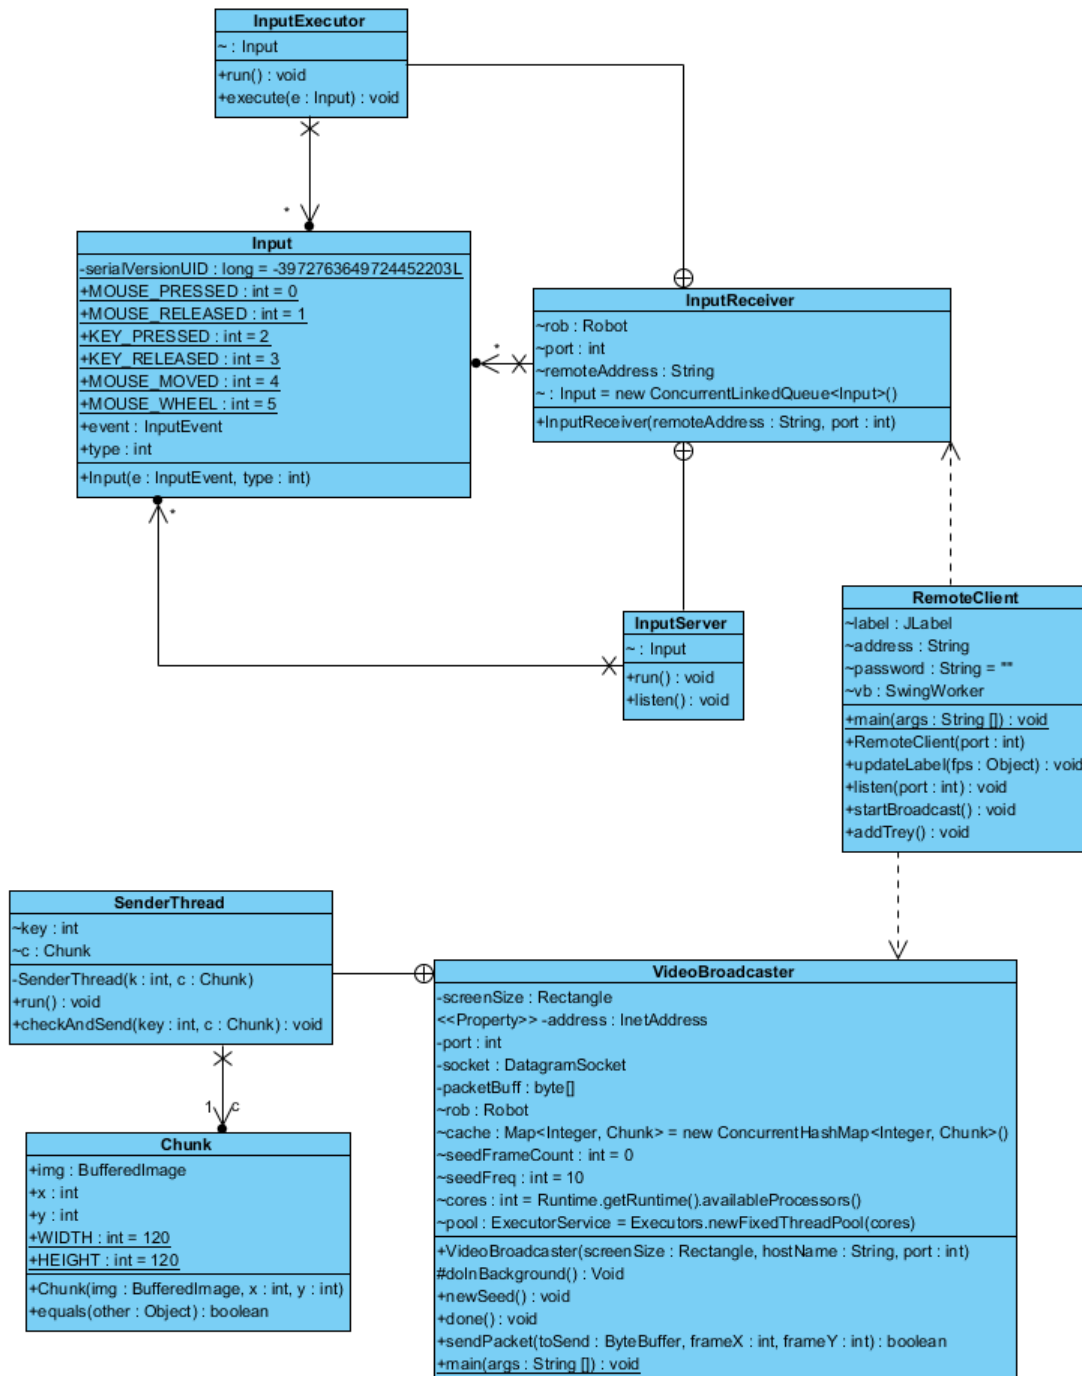 InputExecutor
~ : Input
+run() : void
+execute(e : Input) : void
*
Input
-serialVersionUID : long = -3972763649724452203L
+MOUSE_PRESSED : int = 0
+MOUSE_RELEASED : int = 1
+KEY_PRESSED : int = 2
+KEY_RELEASED : int = 3
+MOUSE_MOVED : int = 4
+MOUSE_WHEEL : int = 5
+event : InputEvent
+type : int
+Input(e : InputEvent, type : int)
*
*
InputReceiver
~rob : Robot
~port : int
~remoteAddress : String
~ : Input = new ConcurrentLinkedQueue<Input>()
+InputReceiver(remoteAddress : String, port : int)
InputServer
~ : Input
+run() : void
+listen() : void
RemoteClient
~label : JLabel
~address : String
~password : String = ""
~vb : SwingWorker
+main(args : String []) : void
+RemoteClient(port : int)
+updateLabel(fps : Object) : void
+listen(port : int) : void
+startBroadcast() : void
+addTrey() : void
SenderThread
~key : int
~c : Chunk
-SenderThread(k : int, c : Chunk)
+run() : void
+checkAndSend(key : int, c : Chunk) : void
1 c
Chunk
+img : BufferedImage
+x : int
+y : int
+WIDTH : int = 120
+HEIGHT : int = 120
+Chunk(img : BufferedImage, x : int, y : int)
+equals(other : Object) : boolean
VideoBroadcaster
-screenSize : Rectangle
<<Property>> -address : InetAddress
-port : int
-socket : DatagramSocket
-packetBuff : byte[]
~rob : Robot
~cache : Map<Integer, Chunk> = new ConcurrentHashMap<Integer, Chunk>()
~seedFrameCount : int = 0
~seedFreq : int = 10
~cores : int = Runtime.getRuntime().availableProcessors()
~pool : ExecutorService = Executors.newFixedThreadPool(cores)
+VideoBroadcaster(screenSize : Rectangle, hostName : String, port : int)
#doInBackground() : Void
+newSeed() : void
+done() : void
+sendPacket(toSend : ByteBuffer, frameX : int, frameY : int) : boolean
+main(args : String []) : void